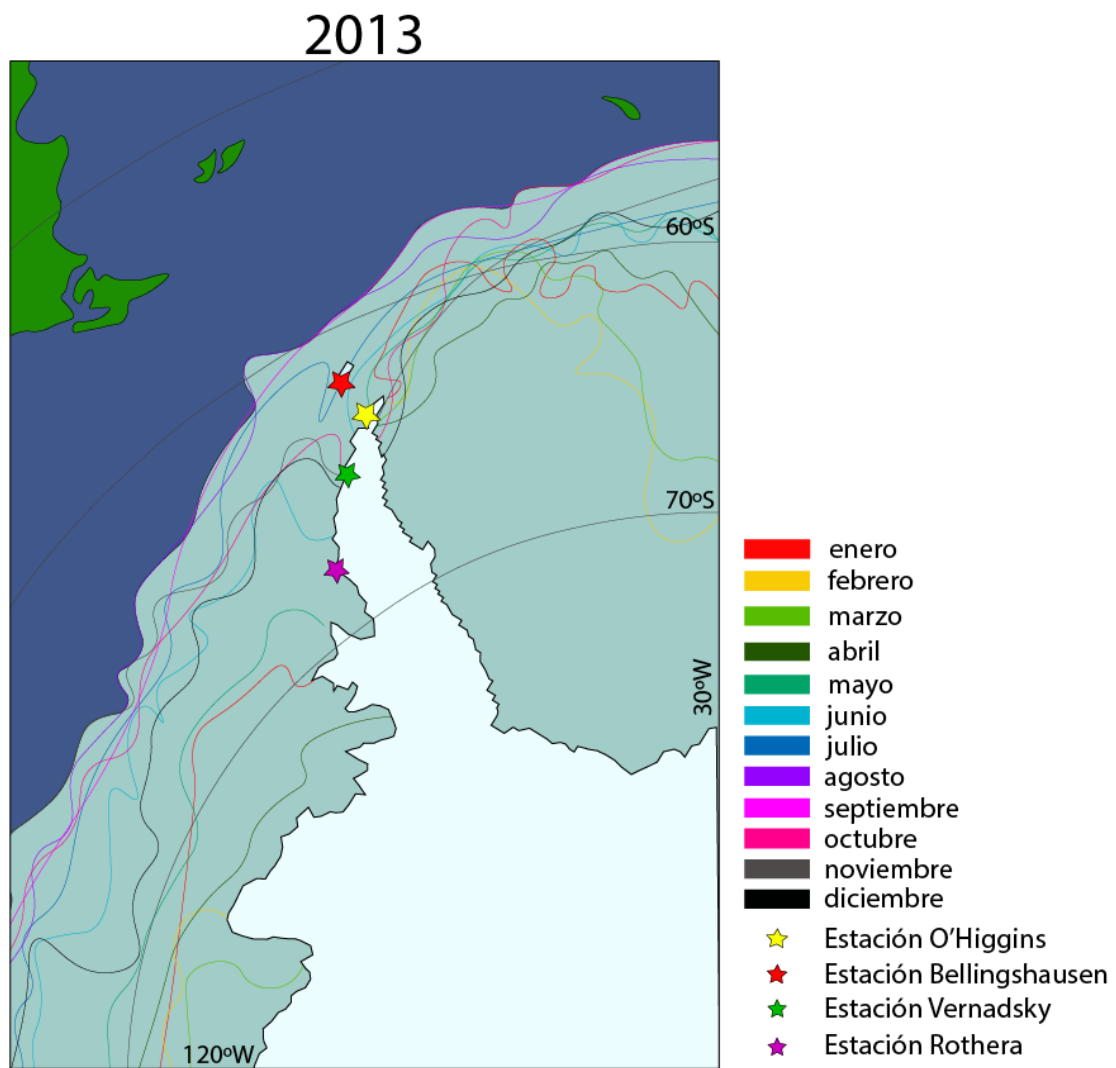 2013
60ºS
70ºS
30ºW
120ºW
enero
febrero
marzo
abril
mayo
junio
julio
agosto
septiembre
octubre
noviembre
diciembre
Estación O’Higgins
Estación Bellingshausen
Estación Vernadsky
Estación Rothera